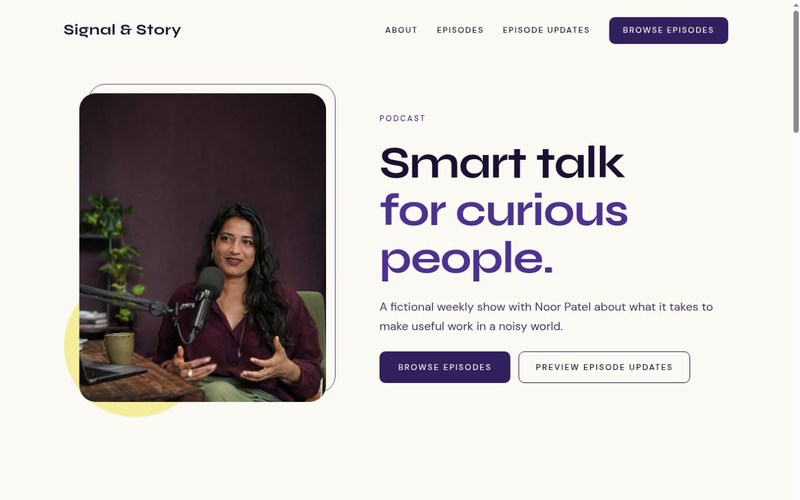 Signal & Story
ABOUT
EPISODES
EPISODE UPDATES
BROWSE EPISODES
PODCAST
Smart talk
for curious
people.
A fictional weekly show with Noor Patel about what it takes to
make useful work in a noisy world.
BROWSE EPISODES
PREVIEW EPISODE UPDATES